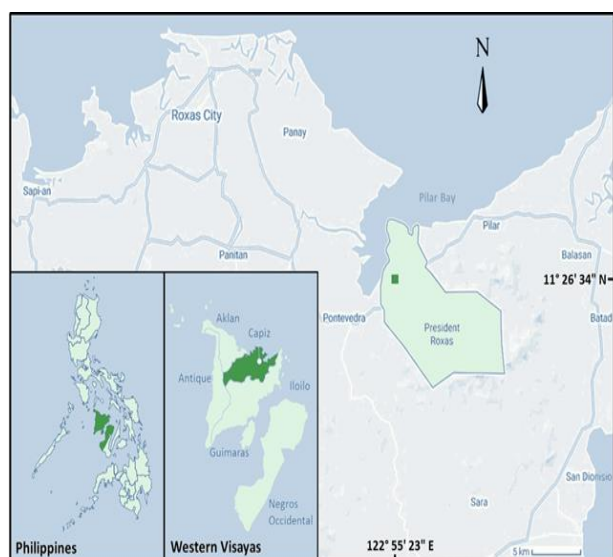 N
Roxas City
Panay
Sapi-an
Pilar Bay
Pilar
Panitan
Balasan
11° 26' 34" N
Pontevedra
Batad
President
Roxas
Aklan
Capiz
Antique
Iloilo
Guimaras
Negros
Occidental
San Dionisio
Sara
Philippines
Western Visayas
122° 55' 23" E
5 km